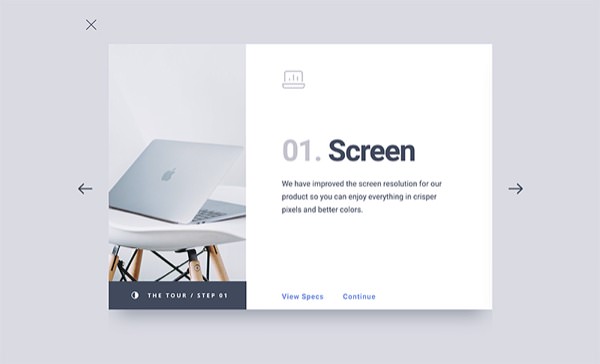 01. Screen
We have improved the screen resolution for our
product so you can enjoy everything in crisper
pixels and better colors.
THE TOUR / STEP 01
View Specs Continue